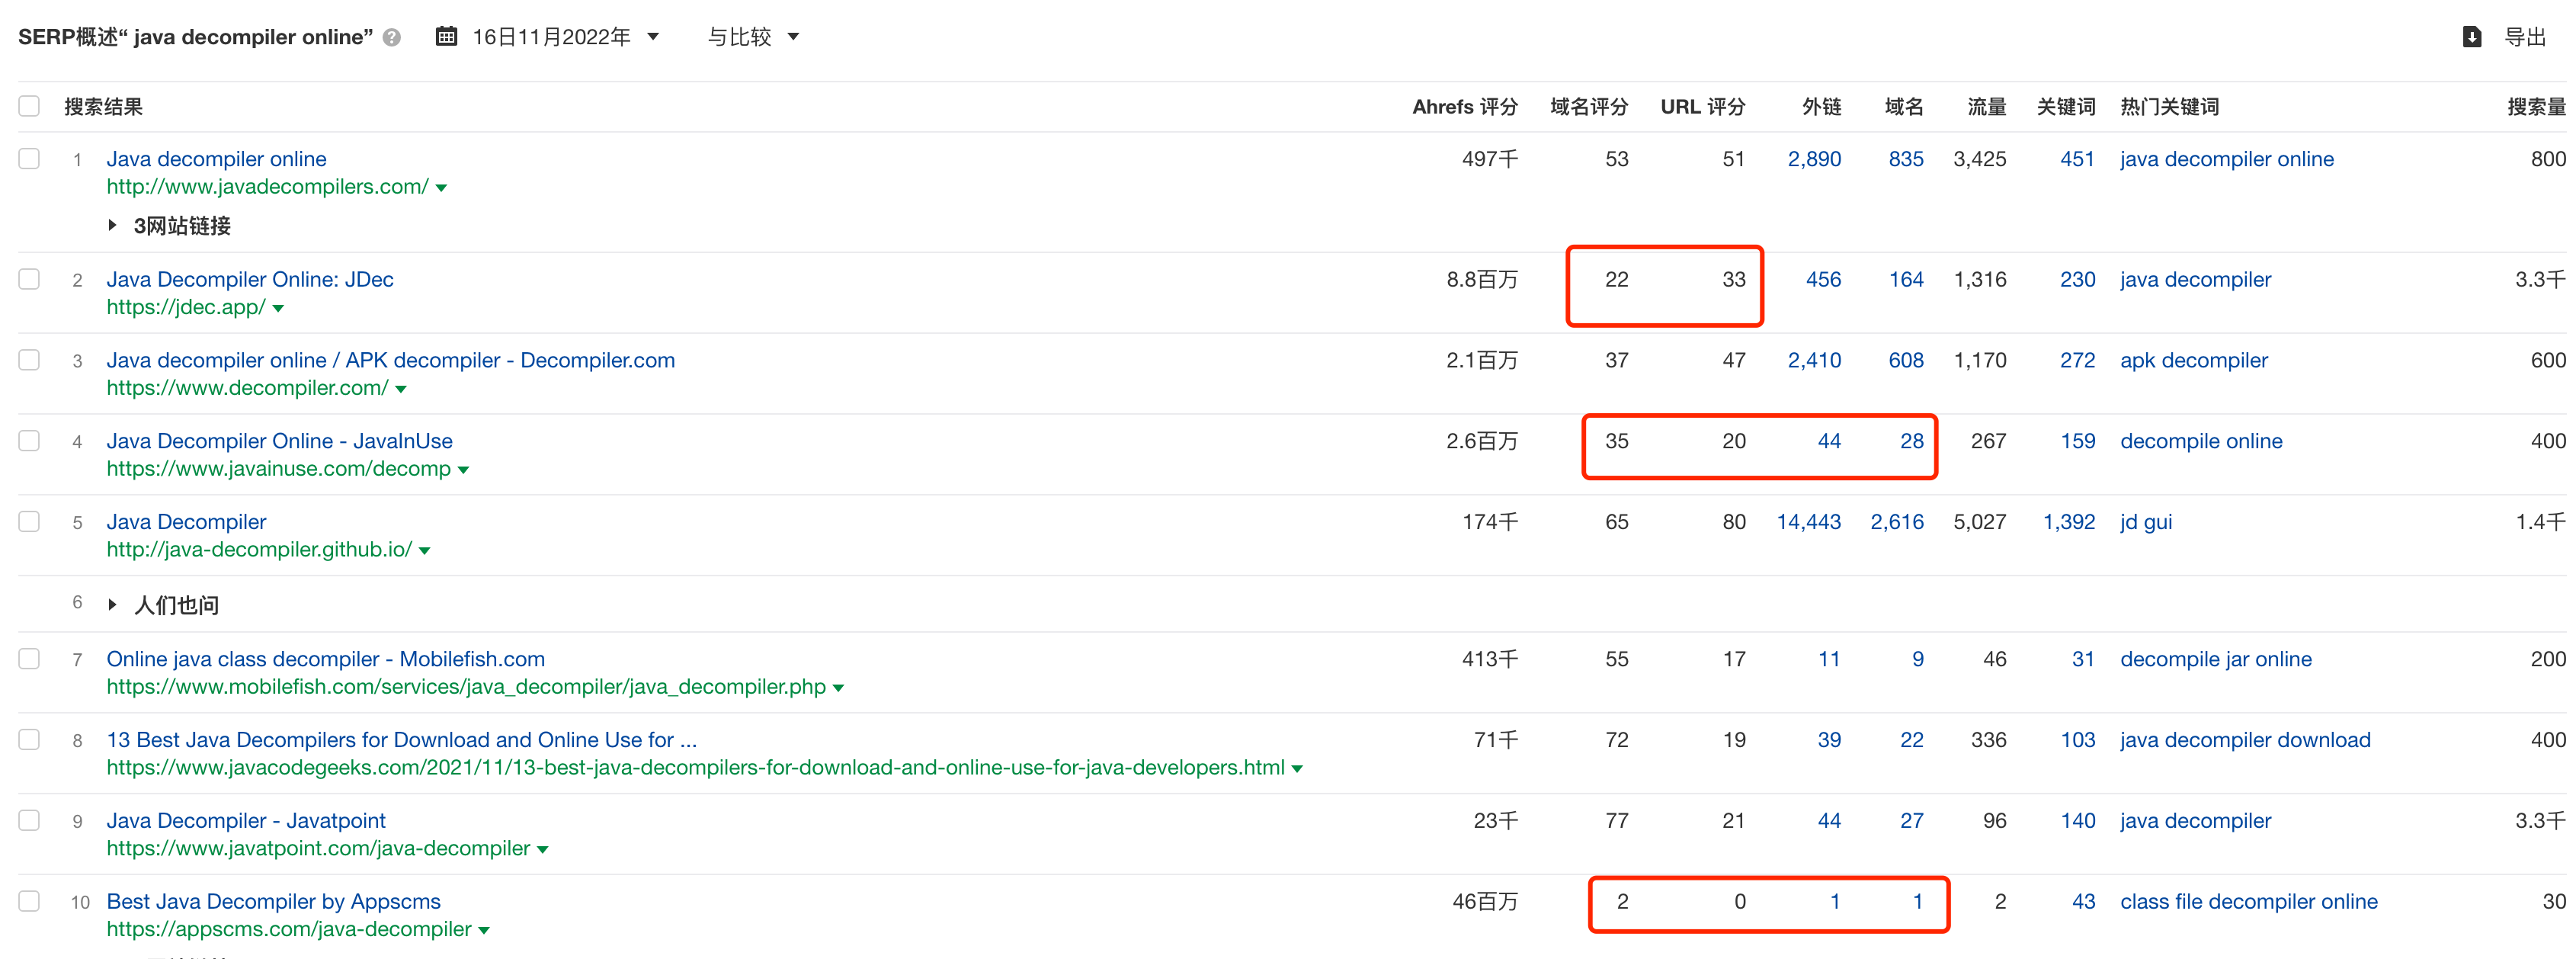 SERP概述“ java decompiler online” ? 16日11月2022年 与比较 导出
搜索结果 Ahrefs 评分 域名评分 URL 评分 外链 域名 流量 关键词 热门关键词 搜索量
1 Java decompiler online 497千 53 51 2,890 835 3,425 451 java decompiler online 800
http://www.javadecompilers.com/
3网站链接
2 Java Decompiler Online: JDec 8.8百万 22 33 456 164 1,316 230 java decompiler 3.3千
https://jdec.app/
3 Java decompiler online / APK decompiler - Decompiler.com 2.1百万 37 47 2,410 608 1,170 272 apk decompiler 600
https://www.decompiler.com/
4 Java Decompiler Online - JavaInUse 2.6百万 35 20 44 28 267 159 decompile online 400
https://www.javainuse.com/decomp
5 Java Decompiler 174千 65 80 14,443 2,616 5,027 1,392 jd gui 1.4千
http://java-decompiler.github.io/
6 人们也问
7 Online java class decompiler - Mobilefish.com 413千 55 17 11 9 46 31 decompile jar online 200
https://www.mobilefish.com/services/java_decompiler/java_decompiler.php
8 13 Best Java Decompilers for Download and Online Use for ... 71千 72 19 39 22 336 103 java decompiler download 400
https://www.javacodegeeks.com/2021/11/13-best-java-decompilers-for-download-and-online-use-for-java-developers.html
9 Java Decompiler - Javatpoint 23千 77 21 44 27 96 140 java decompiler 3.3千
https://www.javatpoint.com/java-decompiler
10 Best Java Decompiler by Appscms 46百万 2 0 1 1 2 43 class file decompiler online 30
https://appscms.com/java-decompiler